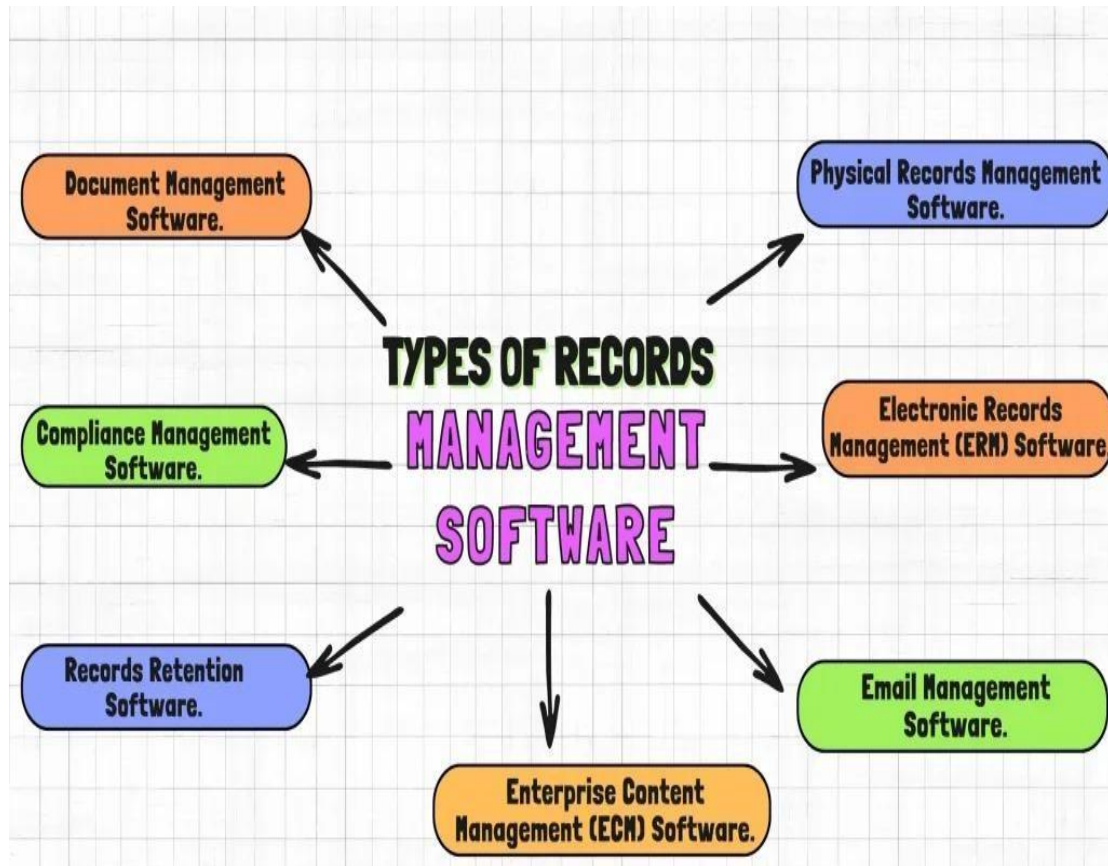 Document Management
Software.
Physical Records Management
Software.
TYPES OF RECORDS
MANAGEMENT
SOFTWARE
Compliance Management
Software.
Electronic Records
Management (ERM) Software.
Records Retention
Software.
Email Management
Software.
Enterprise Content
Management (ECM) Software.